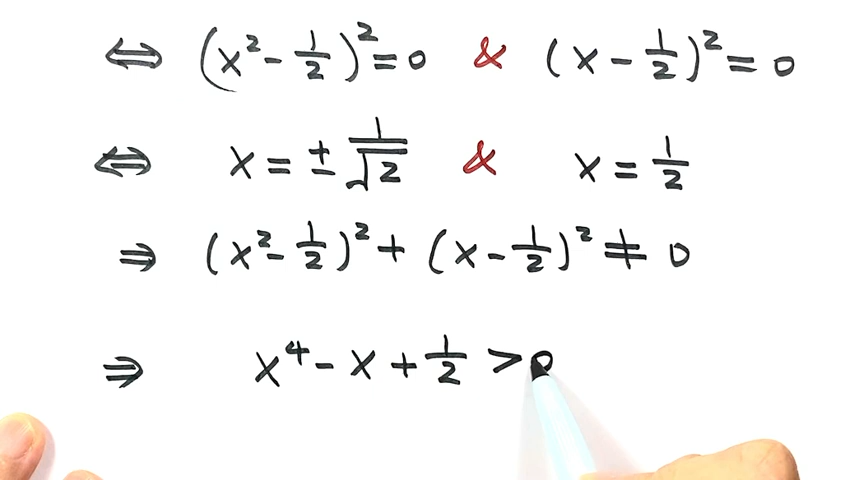 ⇔ (x² - 1/2)² = 0 & (x - 1/2)² = 0
⇔ x = ± 1/√2 & x = 1/2
⇒ (x² - 1/2)² + (x - 1/2)² ≠ 0
⇒ x⁴ - x + 1/2 > 0